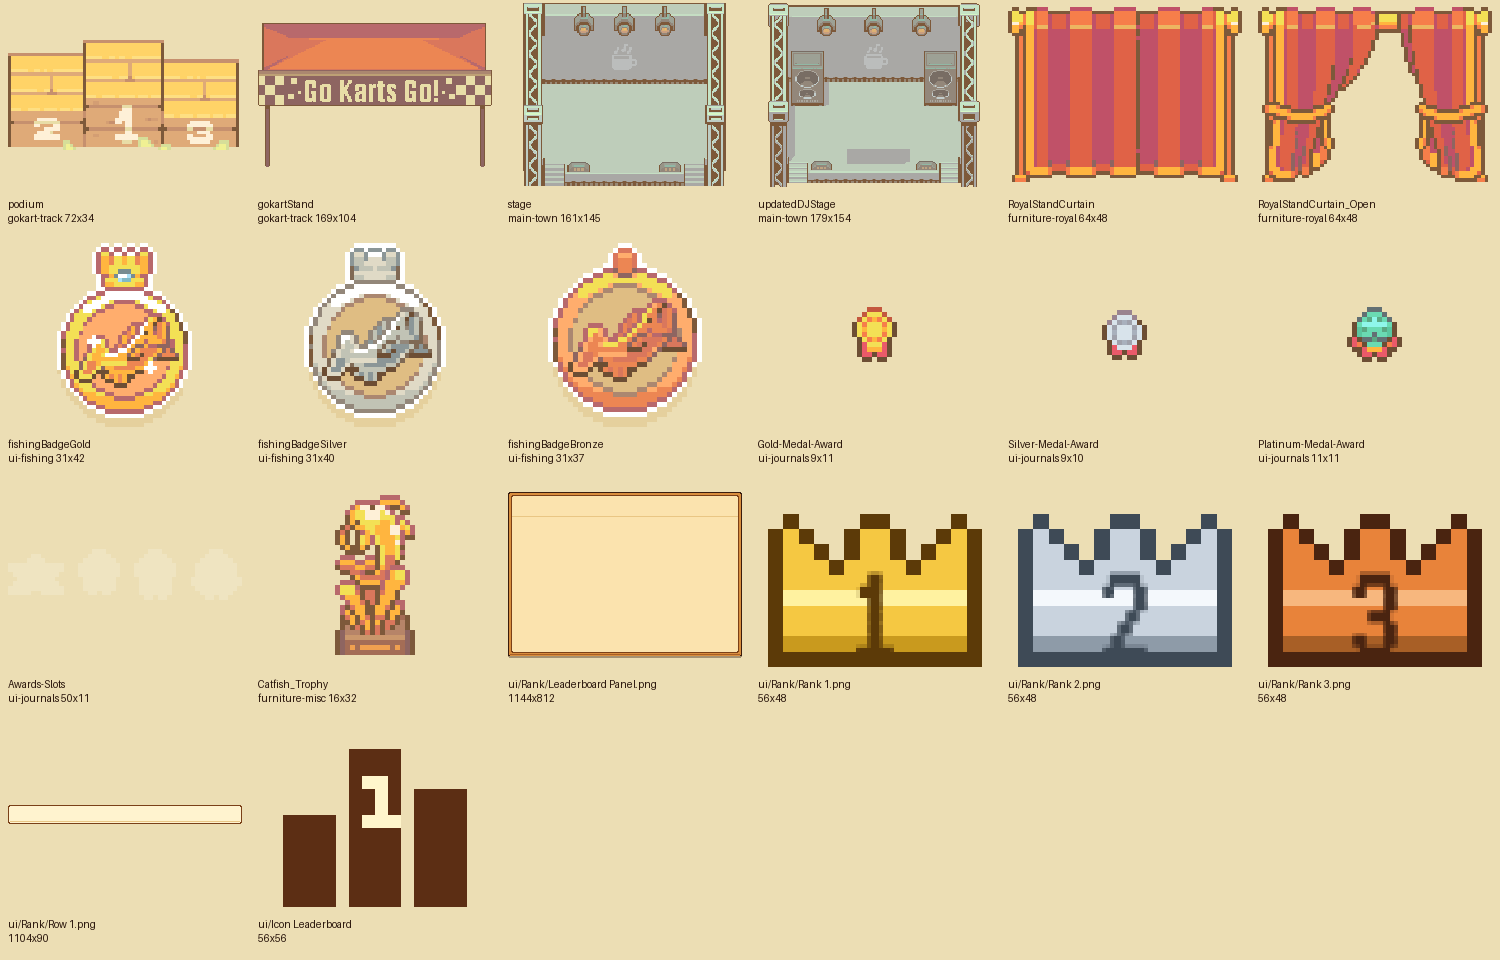 2 1 3
·Go Karts Go!·
podium
gokart-track 72x34
gokartStand
gokart-track 169x104
stage
main-town 161x145
updatedDJStage
main-town 179x154
RoyalStandCurtain
furniture-royal 64x48
RoyalStandCurtain_Open
furniture-royal 64x48
fishingBadgeGold
ui-fishing 31x42
fishingBadgeSilver
ui-fishing 31x40
fishingBadgeBronze
ui-fishing 31x37
Gold-Medal-Award
ui-journals 9x11
Silver-Medal-Award
ui-journals 9x10
Platinum-Medal-Award
ui-journals 11x11
1
2
3
Awards-Slots
ui-journals 50x11
Catfish_Trophy
furniture-misc 16x32
ui/Rank/Leaderboard Panel.png
1144x812
ui/Rank/Rank 1.png
56x48
ui/Rank/Rank 2.png
56x48
ui/Rank/Rank 3.png
56x48
1
ui/Rank/Row 1.png
1104x90
ui/Icon Leaderboard
56x56